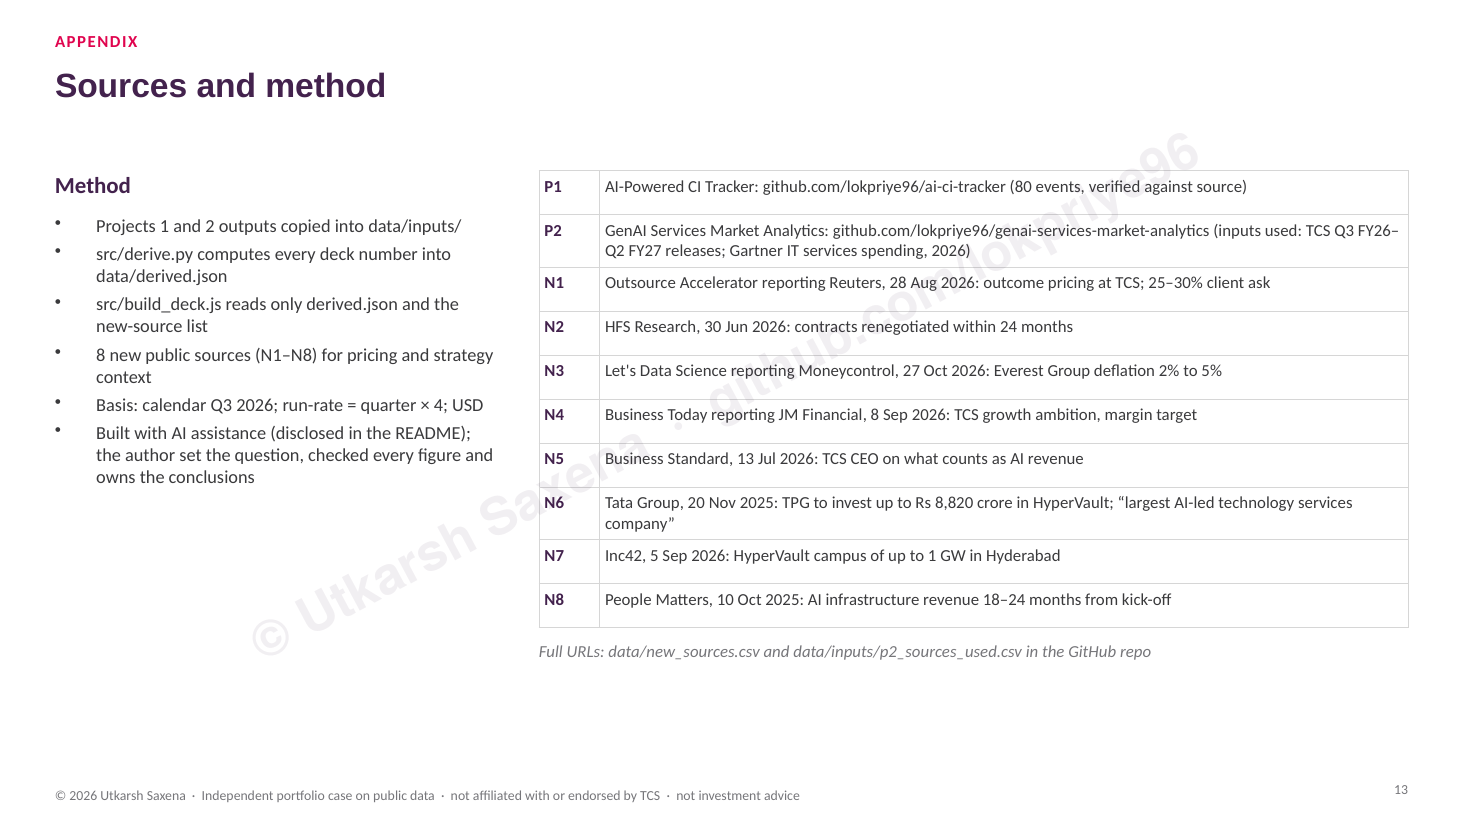 APPENDIX
Sources and method
Method
• Projects 1 and 2 outputs copied into data/inputs/
• src/derive.py computes every deck number into
data/derived.json
• src/build_deck.js reads only derived.json and the
new-source list
• 8 new public sources (N1–N8) for pricing and strategy
context
• Basis: calendar Q3 2026; run-rate = quarter × 4; USD
• Built with AI assistance (disclosed in the README);
the author set the question, checked every figure and
owns the conclusions
P1 AI-Powered CI Tracker: github.com/lokpriye96/ai-ci-tracker (80 events, verified against source)
P2 GenAI Services Market Analytics: github.com/lokpriye96/genai-services-market-analytics (inputs used: TCS Q3 FY26–
Q2 FY27 releases; Gartner IT services spending, 2026)
N1 Outsource Accelerator reporting Reuters, 28 Aug 2026: outcome pricing at TCS; 25–30% client ask
N2 HFS Research, 30 Jun 2026: contracts renegotiated within 24 months
N3 Let's Data Science reporting Moneycontrol, 27 Oct 2026: Everest Group deflation 2% to 5%
N4 Business Today reporting JM Financial, 8 Sep 2026: TCS growth ambition, margin target
N5 Business Standard, 13 Jul 2026: TCS CEO on what counts as AI revenue
N6 Tata Group, 20 Nov 2025: TPG to invest up to Rs 8,820 crore in HyperVault; “largest AI-led technology services
company”
N7 Inc42, 5 Sep 2026: HyperVault campus of up to 1 GW in Hyderabad
N8 People Matters, 10 Oct 2025: AI infrastructure revenue 18–24 months from kick-off
Full URLs: data/new_sources.csv and data/inputs/p2_sources_used.csv in the GitHub repo
© Utkarsh Saxena · github.com/lokpriye96
© 2026 Utkarsh Saxena · Independent portfolio case on public data · not affiliated with or endorsed by TCS · not investment advice
13